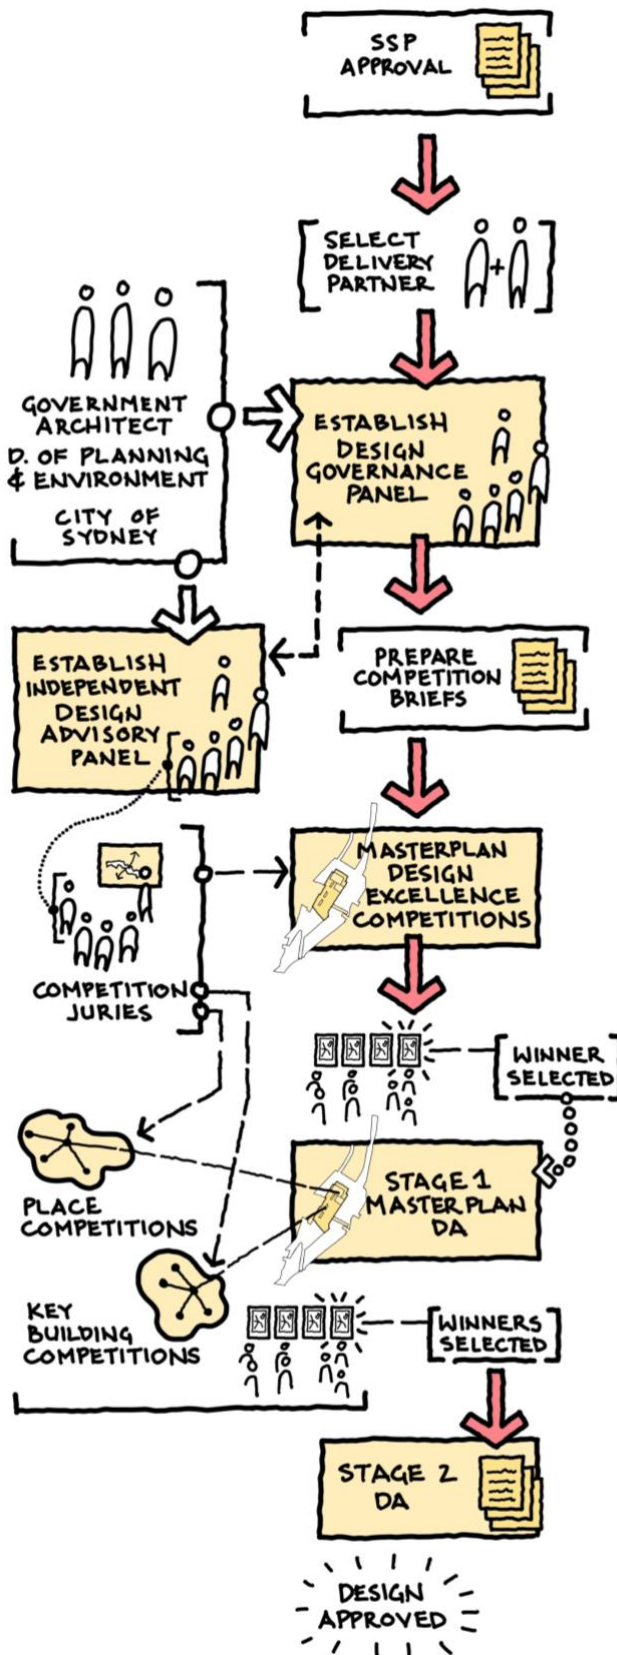 SSP
APPROVAL
SELECT
DELIVERY
PARTNER
+
GOVERNMENT
ARCHITECT
D. OF PLANNING
& ENVIRONMENT
CITY OF
SYDNEY
ESTABLISH
DESIGN
GOVERNANCE
PANEL
ESTABLISH
INDEPENDENT
DESIGN
ADVISORY
PANEL
PREPARE
COMPETITION
BRIEFS
MASTERPLAN
DESIGN
EXCELLENCE
COMPETITIONS
COMPETITION
JURIES
WINNER
SELECTED
STAGE 1
MASTERPLAN
DA
PLACE
COMPETITIONS
KEY
BUILDING
COMPETITIONS
WINNERS
SELECTED
STAGE 2
DA
DESIGN
APPROVED